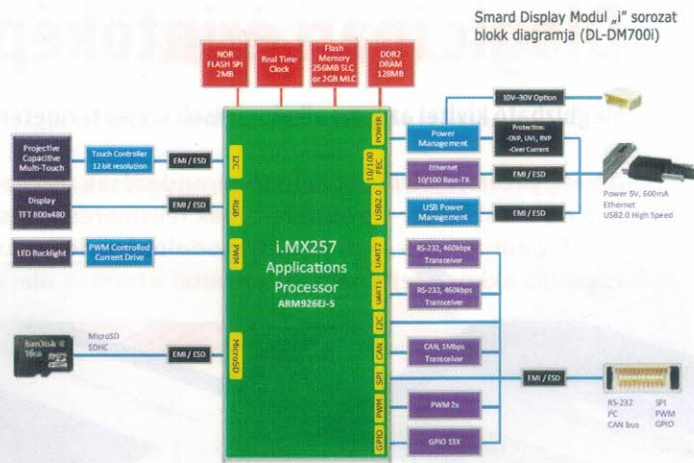 Smard Display Modul „i” sorozat
blokk diagramja (DL-DM700i)
NOR
FLASH SPI
2MB
Real Time
Clock
Flash
Memory
256MB SLC
or 2GB MLC
DDR2
DRAM
128MB
10V–30V Option
POWER
Power
Management
Protection:
-OVP, UVL, RVP
-Over Current
Projective
Capacitive
Multi-Touch
Touch Controller
12 bit resolution
EMI / ESD
I2C
10/100
FEC
Ethernet
10/100 Base-TX
EMI / ESD
Display
TFT 800x480
EMI / ESD
RGB
USB2.0
USB Power
Management
EMI / ESD
Power 5V, 600mA
Ethernet
USB2.0 High Speed
LED Backlight
PWM Controlled
Current Drive
PWM
i.MX257
Applications
Processor
ARM926EJ-S
UART2
RS-232, 460kbps
Transceiver
UART1
RS-232, 460kbps
Transceiver
I2C
SanDisk
16GB
MicroSD
SDHC
EMI / ESD
MicroSD
CAN
CAN, 1Mbps
Transceiver
SPI
EMI / ESD
PWM
PWM 2x
GPIO
GPIO 13X
RS-232 SPI
I²C PWM
CAN bus GPIO